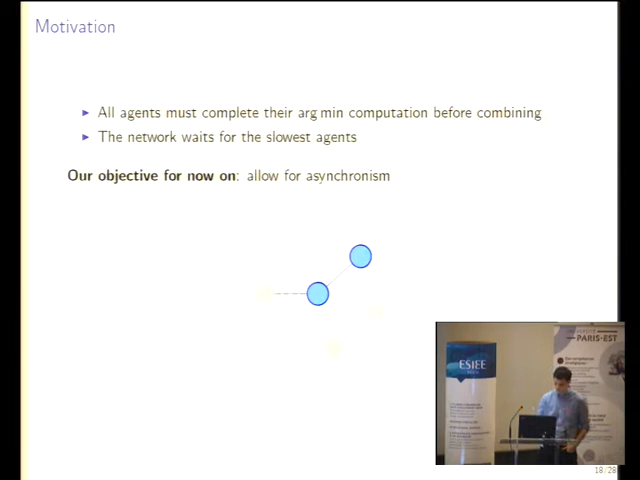 Motivation
All agents must complete their arg min computation before combining
The network waits for the slowest agents
Our objective for now on: allow for asynchronism
UNIVERSITÉ
PARIS-EST
ESIEE
18/28